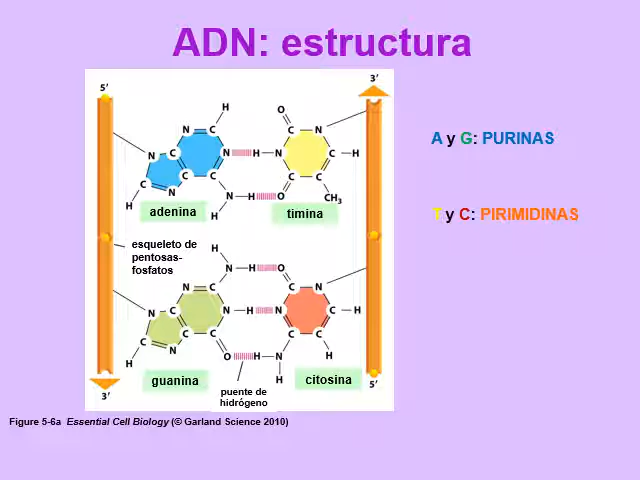 ADN: estructura
5'
3'
H
O
N
C
H
C
N
N
C
C
N
H
N
C
C
H
C
C
N
C
C
H
N
H
N
H
O
CH3
H
adenina
timina
esqueleto de
pentosas-
fosfatos
H
N
H
O
H
N
C
C
N
N
C
C
N
H
N
C
C
H
C
C
N
C
C
C
H
O
H
N
H
H
H
guanina
puente de
hidrógeno
citosina
3'
5'
A y G: PURINAS
T y C: PIRIMIDINAS
Figure 5-6a Essential Cell Biology (© Garland Science 2010)